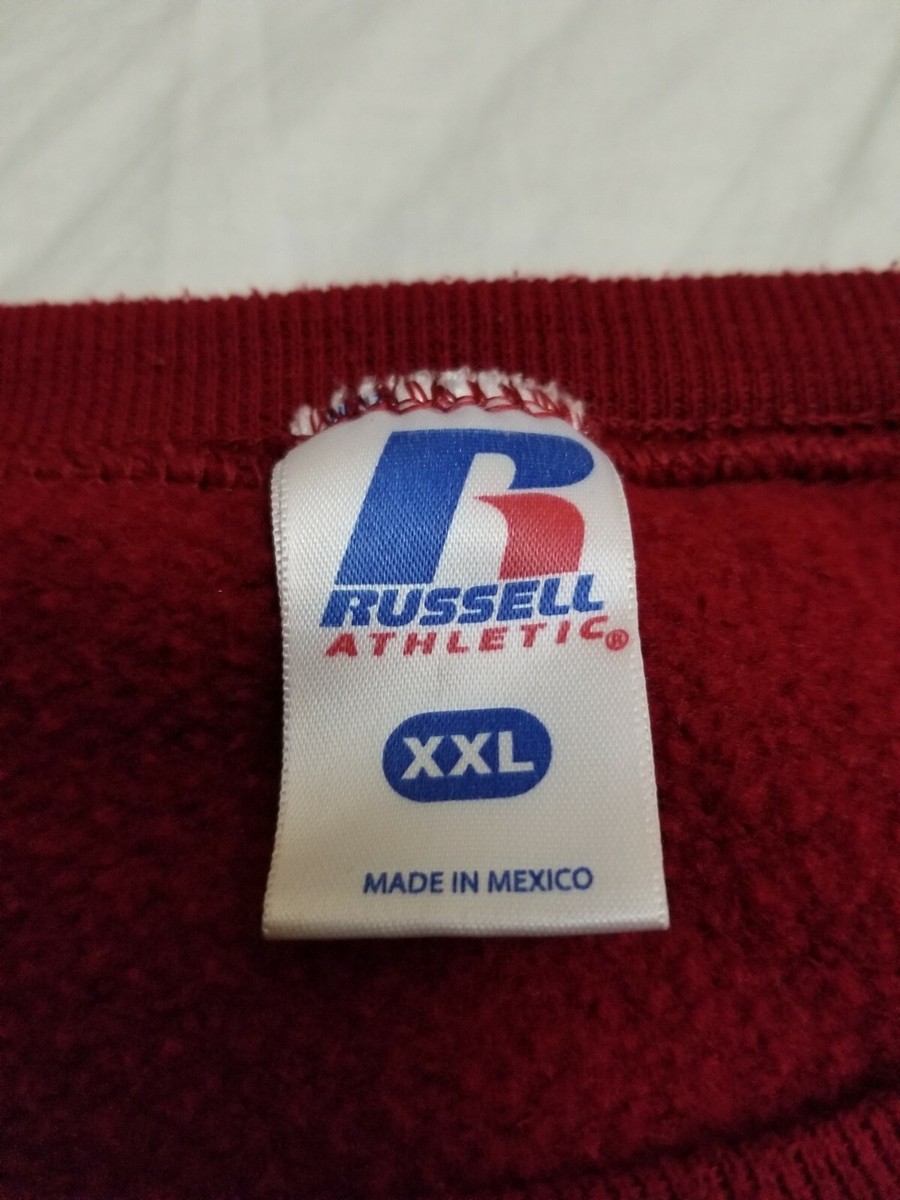 R
RUSSELL
ATHLETIC®
XXL
MADE IN MEXICO